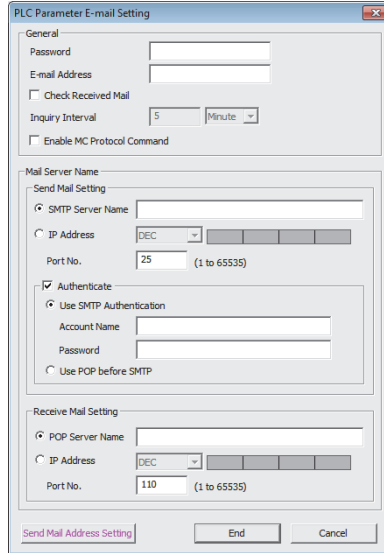 PLC Parameter E-mail Setting
General
Password
E-mail Address
Check Received Mail
Inquiry Interval 5 Minute
Enable MC Protocol Command
Mail Server Name
Send Mail Setting
SMTP Server Name
IP Address DEC
Port No. 25 (1 to 65535)
Authenticate
Use SMTP Authentication
Account Name
Password
Use POP before SMTP
Receive Mail Setting
POP Server Name
IP Address DEC
Port No. 110 (1 to 65535)
Send Mail Address Setting End Cancel